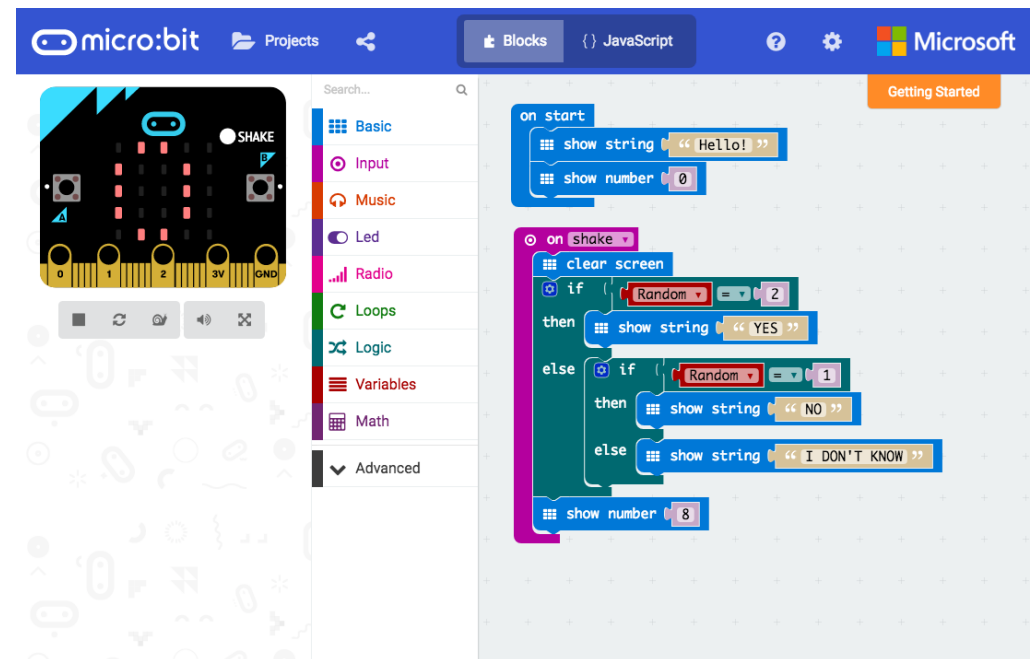 micro:bit Projects Blocks {} JavaScript ? Microsoft
Getting Started
SHAKE
B
A
0 1 2 3V GND
Search...
Basic
Input
Music
Led
Radio
Loops
Logic
Variables
Math
Advanced
on start
show string “ Hello! ”
show number 0
on shake
clear screen
if Random = 2
then show string “ YES ”
else if Random = 1
then show string “ NO ”
else show string “ I DON'T KNOW ”
show number 8